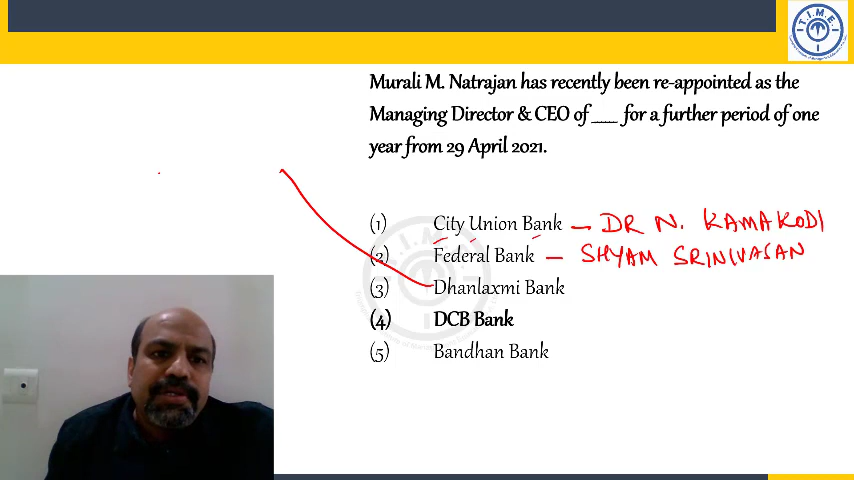 T.I.M.E.
Murali M. Natrajan has recently been re-appointed as the
Managing Director & CEO of ____ for a further period of one
year from 29 April 2021.
(1) City Union Bank – DR N. KAMAKODI
(2) Federal Bank – SHYAM SRINIVASAN
(3) Dhanlaxmi Bank
(4) DCB Bank
(5) Bandhan Bank